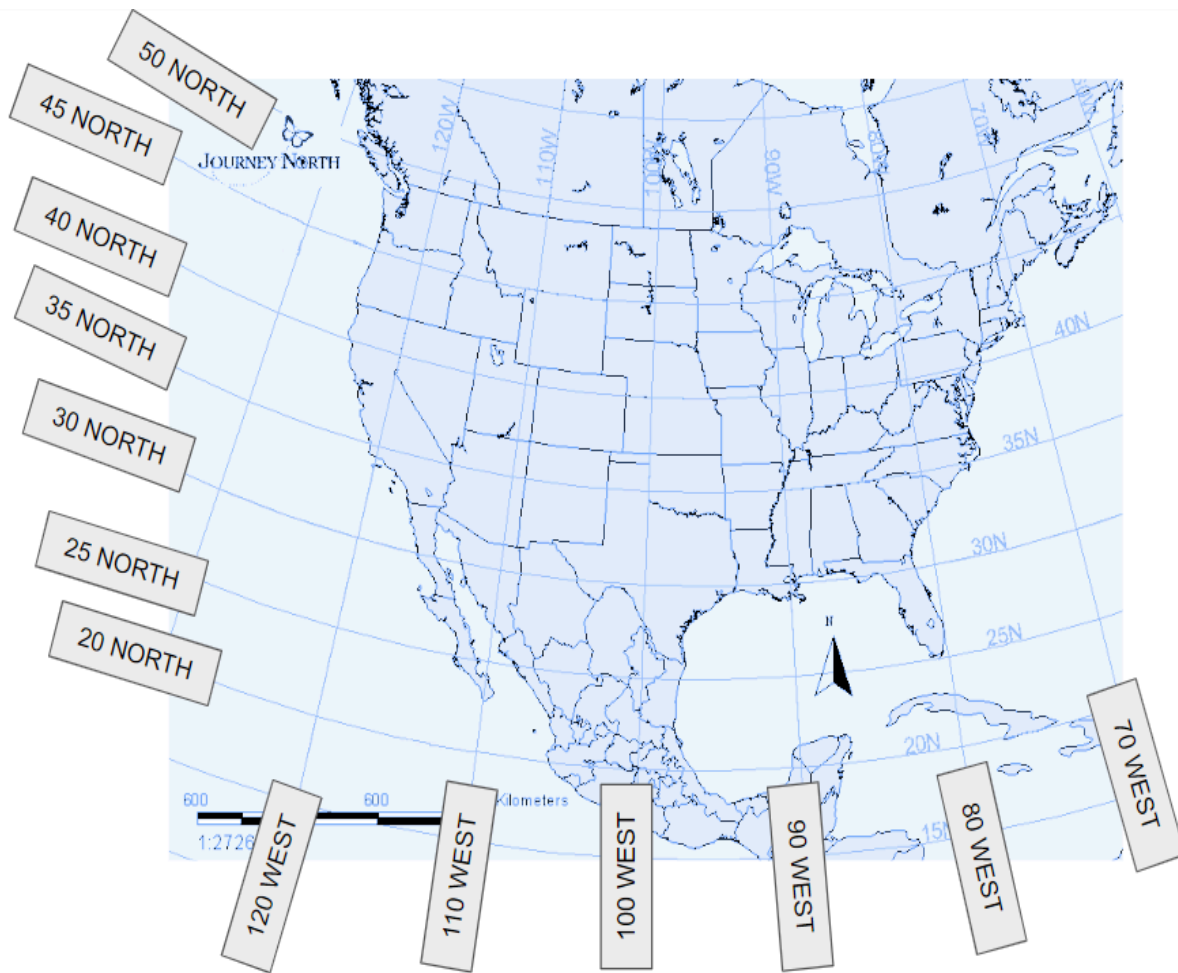 50 NORTH
45 NORTH
JOURNEY NORTH
40 NORTH
35 NORTH
30 NORTH
25 NORTH
20 NORTH
120W
110W
100W
90W
80W
70W
40N
35N
30N
25N
20N
15N
N
600
600
Kilometers
1:2726
120 WEST
110 WEST
100 WEST
90 WEST
80 WEST
70 WEST